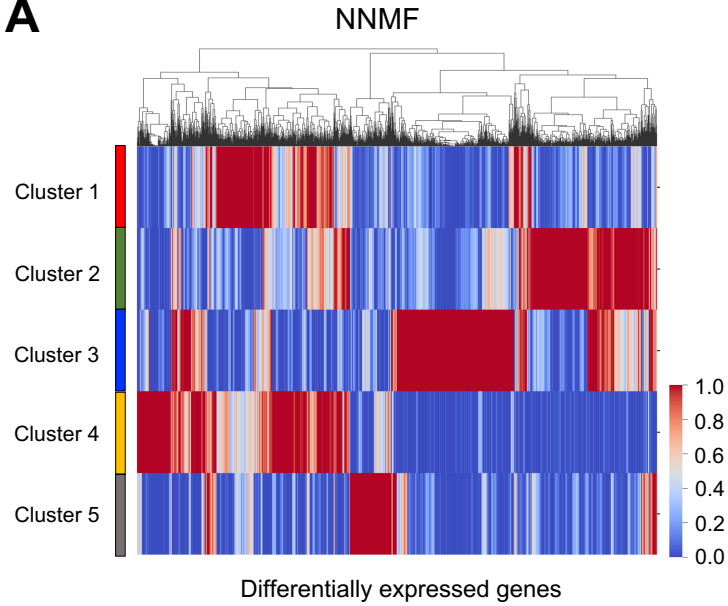 A
NNMF
Cluster 1
Cluster 2
Cluster 3
Cluster 4
Cluster 5
1.0
0.8
0.6
0.4
0.2
0.0
Differentially expressed genes